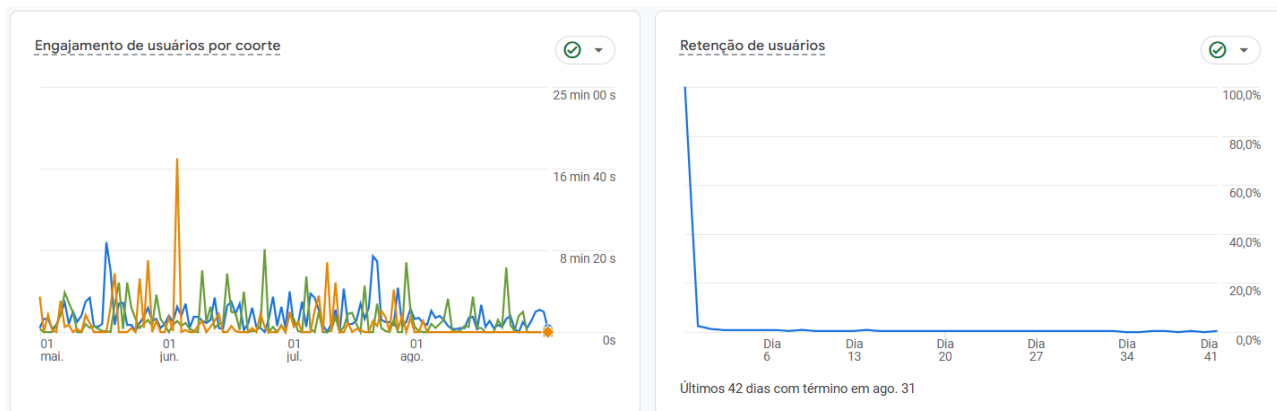 Engajamento de usuários por coorte
25 min 00 s
16 min 40 s
8 min 20 s
0s
01
mai.
01
jun.
01
jul.
01
ago.
Retenção de usuários
100,0%
80,0%
60,0%
40,0%
20,0%
0,0%
Dia
6
Dia
13
Dia
20
Dia
27
Dia
34
Dia
41
Últimos 42 dias com término em ago. 31